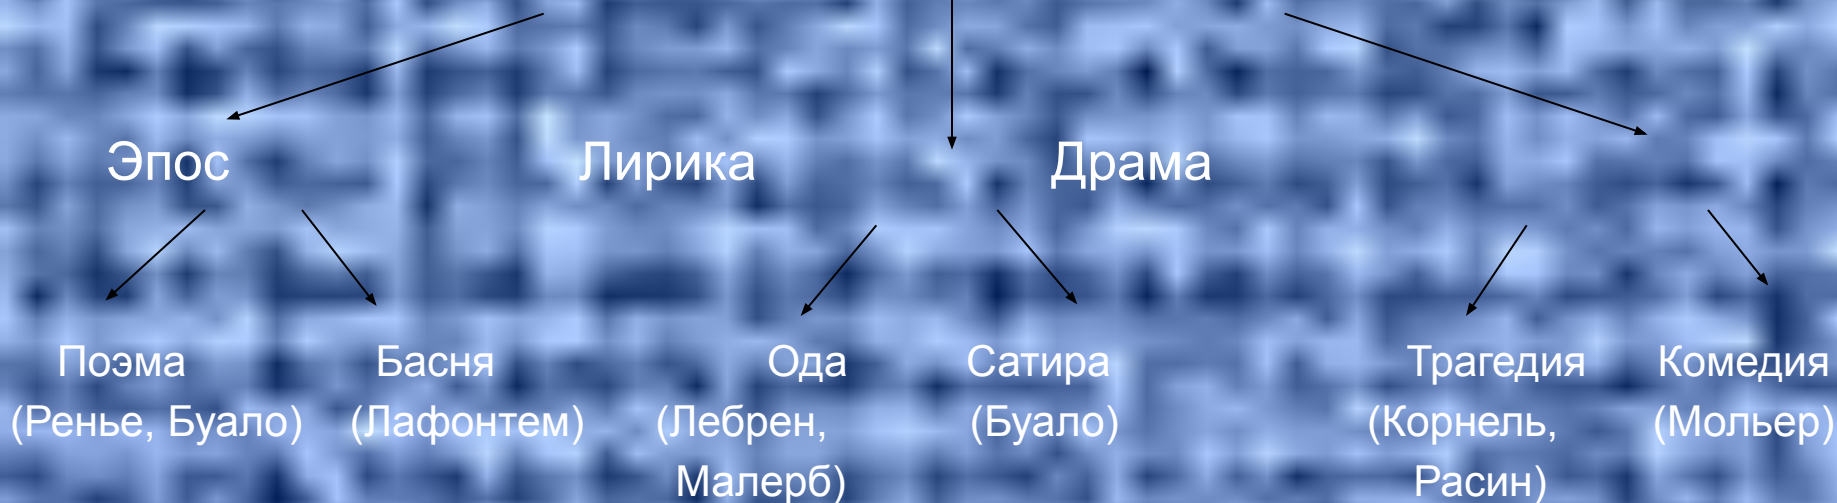 Эпос Лирика Драма
Поэма Басня Ода Сатира Трагедия Комедия
(Ренье, Буало) (Лафонтем) (Лебрен, (Буало) (Корнель, (Мольер)
Малерб) Расин)